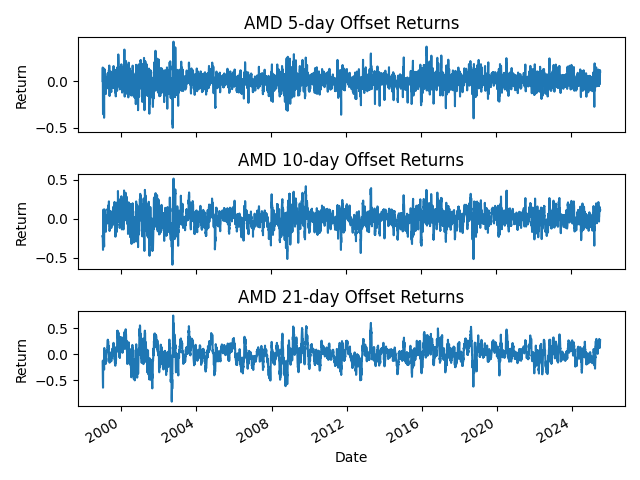 AMD 5-day Offset Returns
Return
0.0
−0.5
AMD 10-day Offset Returns
Return
0.5
0.0
−0.5
AMD 21-day Offset Returns
Return
0.5
0.0
−0.5
2000 2004 2008 2012 2016 2020 2024
Date